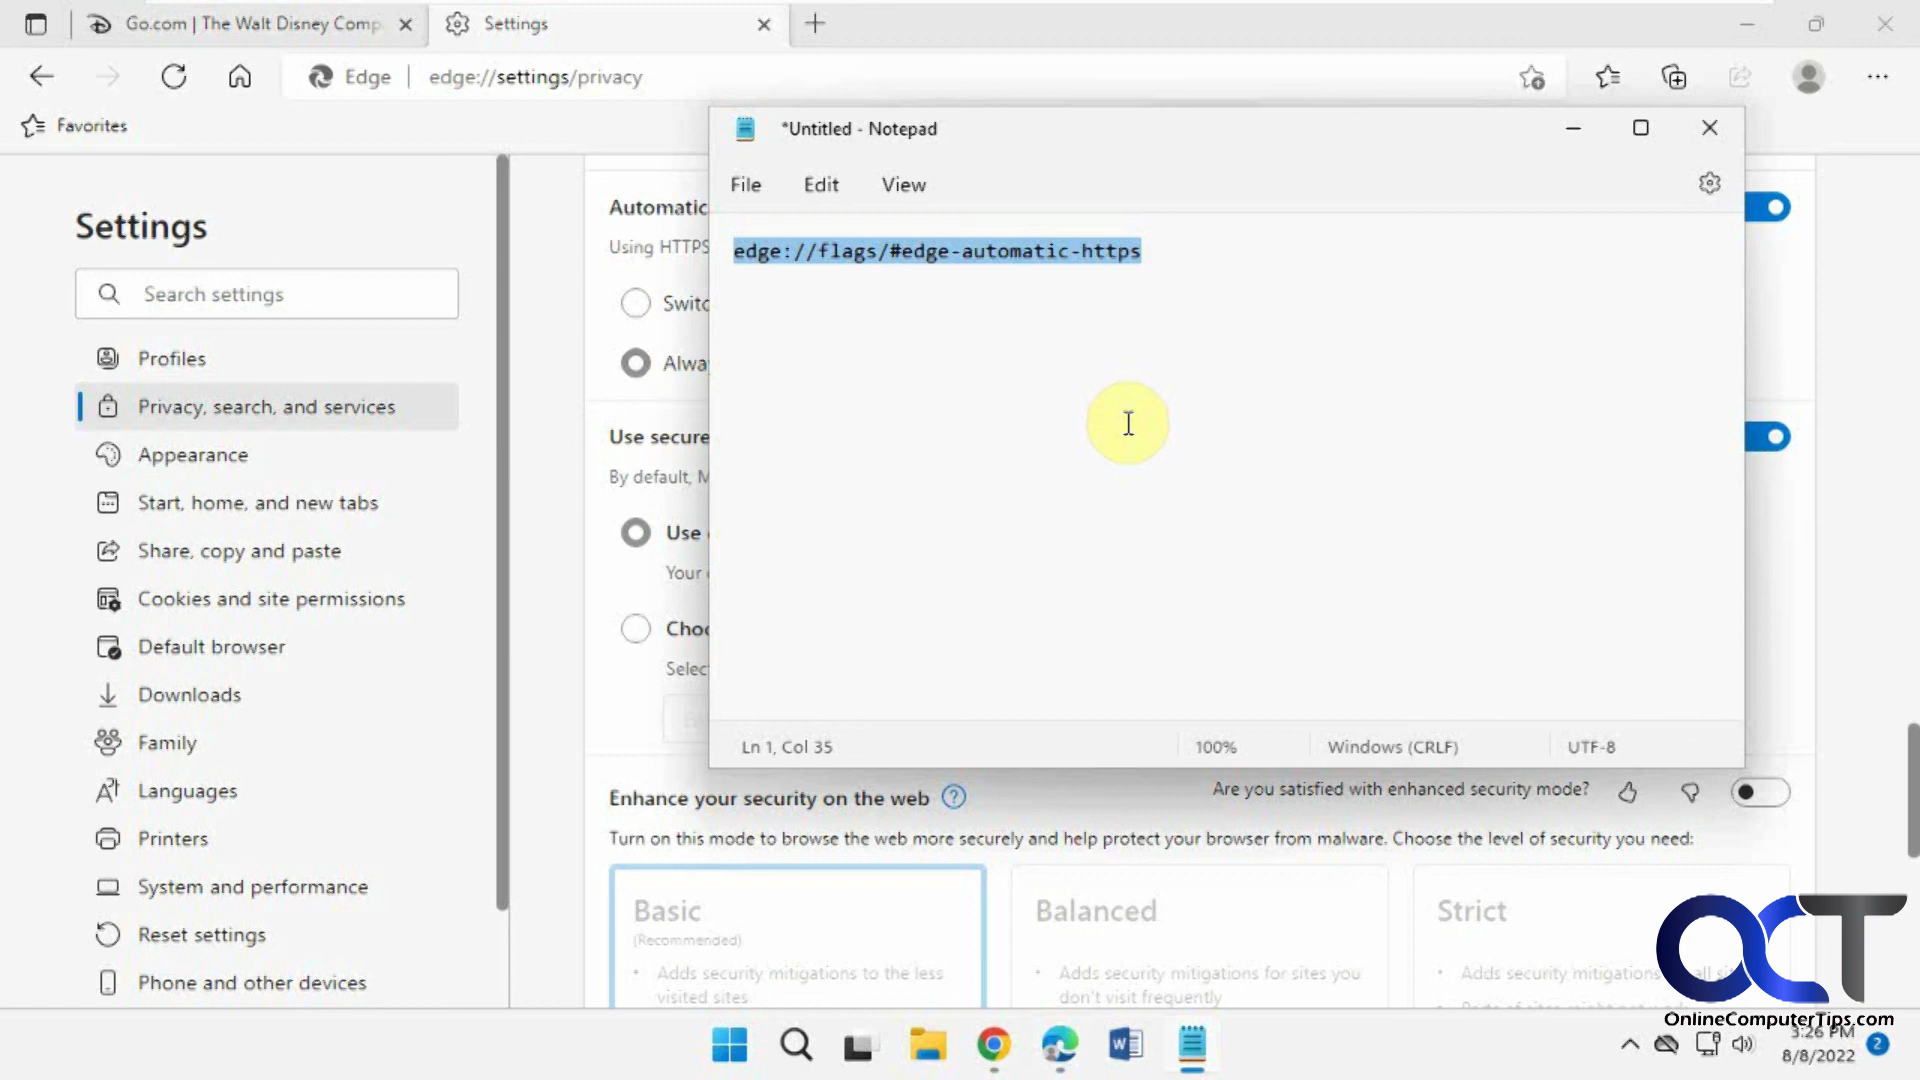 Go.com | The Walt Disney Comp
Settings
Edge
edge://settings/privacy
Favorites
*Untitled - Notepad
File
Edit
View
edge://flags/#edge-automatic-https
Ln 1, Col 35
100%
Windows (CRLF)
UTF-8
Settings
Search settings
Profiles
Privacy, search, and services
Appearance
Start, home, and new tabs
Share, copy and paste
Cookies and site permissions
Default browser
Downloads
Family
Languages
Printers
System and performance
Reset settings
Phone and other devices
Automatic
Using HTTPS
Switc
Alwa
Use secure
By default, M
Use
Your
Choo
Selec
Enhance your security on the web
Are you satisfied with enhanced security mode?
Turn on this mode to browse the web more securely and help protect your browser from malware. Choose the level of security you need:
Basic
(Recommended)
• Adds security mitigations to the less
visited sites
Balanced
• Adds security mitigations for sites you
don't visit frequently
Strict
• Adds security mitigations
OCT
OnlineComputerTips.com
3:26 PM
8/8/2022
2